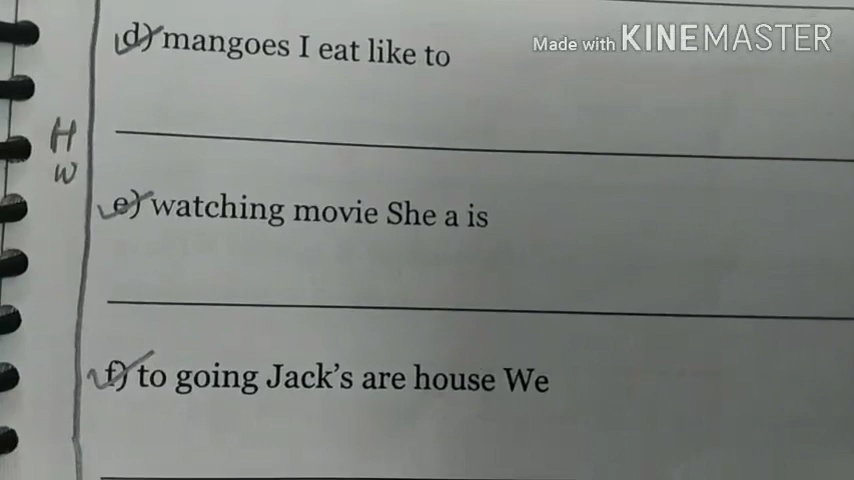 Made with KINEMASTER
d) mangoes I eat like to
H
W
e) watching movie She a is
f) to going Jack's are house We